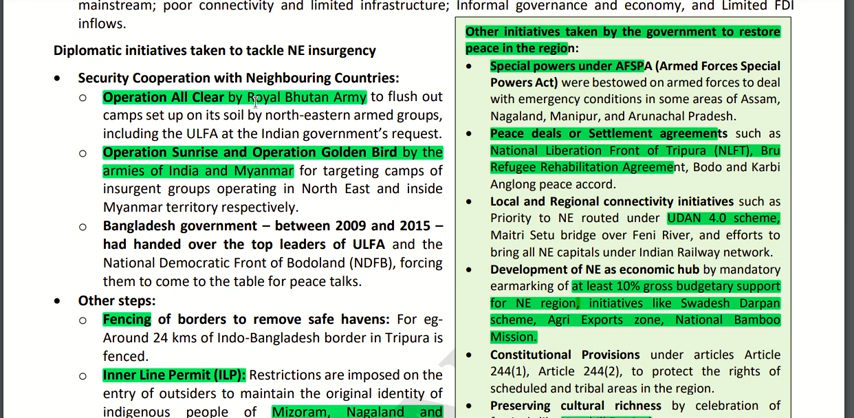 mainstream; poor connectivity and limited infrastructure; Informal governance and economy, and Limited FDI
inflows.
Diplomatic initiatives taken to tackle NE insurgency
• Security Cooperation with Neighbouring Countries:
o Operation All Clear by Royal Bhutan Army to flush out
camps set up on its soil by north-eastern armed groups,
including the ULFA at the Indian government's request.
o Operation Sunrise and Operation Golden Bird by the
armies of India and Myanmar for targeting camps of
insurgent groups operating in North East and inside
Myanmar territory respectively.
o Bangladesh government – between 2009 and 2015 –
had handed over the top leaders of ULFA and the
National Democratic Front of Bodoland (NDFB), forcing
them to come to the table for peace talks.
• Other steps:
o Fencing of borders to remove safe havens: For eg-
Around 24 kms of Indo-Bangladesh border in Tripura is
fenced.
o Inner Line Permit (ILP): Restrictions are imposed on the
entry of outsiders to maintain the original identity of
indigenous people of Mizoram, Nagaland and
Other initiatives taken by the government to restore
peace in the region:
• Special powers under AFSPA (Armed Forces Special
Powers Act) were bestowed on armed forces to deal
with emergency conditions in some areas of Assam,
Nagaland, Manipur, and Arunachal Pradesh.
• Peace deals or Settlement agreements such as
National Liberation Front of Tripura (NLFT), Bru
Refugee Rehabilitation Agreement, Bodo and Karbi
Anglong peace accord.
• Local and Regional connectivity initiatives such as
Priority to NE routed under UDAN 4.0 scheme,
Maitri Setu bridge over Feni River, and efforts to
bring all NE capitals under Indian Railway network.
• Development of NE as economic hub by mandatory
earmarking of at least 10% gross budgetary support
for NE region, initiatives like Swadesh Darpan
scheme, Agri Exports zone, National Bamboo
Mission.
• Constitutional Provisions under articles Article
244(1), Article 244(2), to protect the rights of
scheduled and tribal areas in the region.
• Preserving cultural richness by celebration of